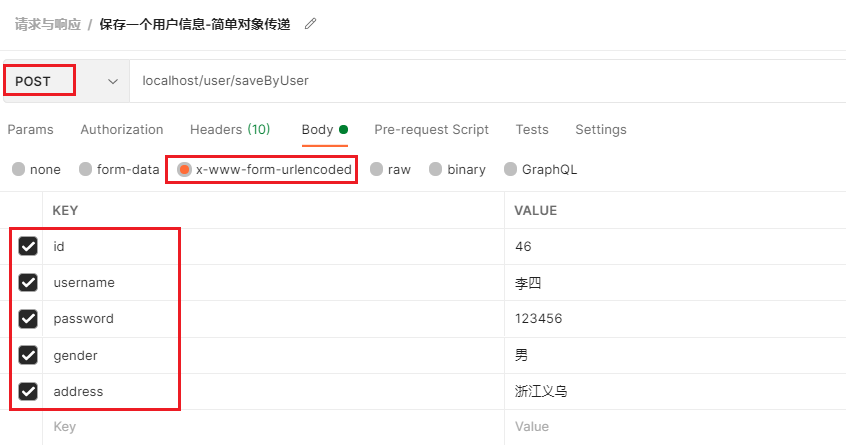 请求与响应 / 保存一个用户信息-简单对象传递
POST localhost/user/saveByUser
Params Authorization Headers (10) Body Pre-request Script Tests Settings
none form-data x-www-form-urlencoded raw binary GraphQL
KEY VALUE
id 46
username 李四
password 123456
gender 男
address 浙江义乌
Key Value